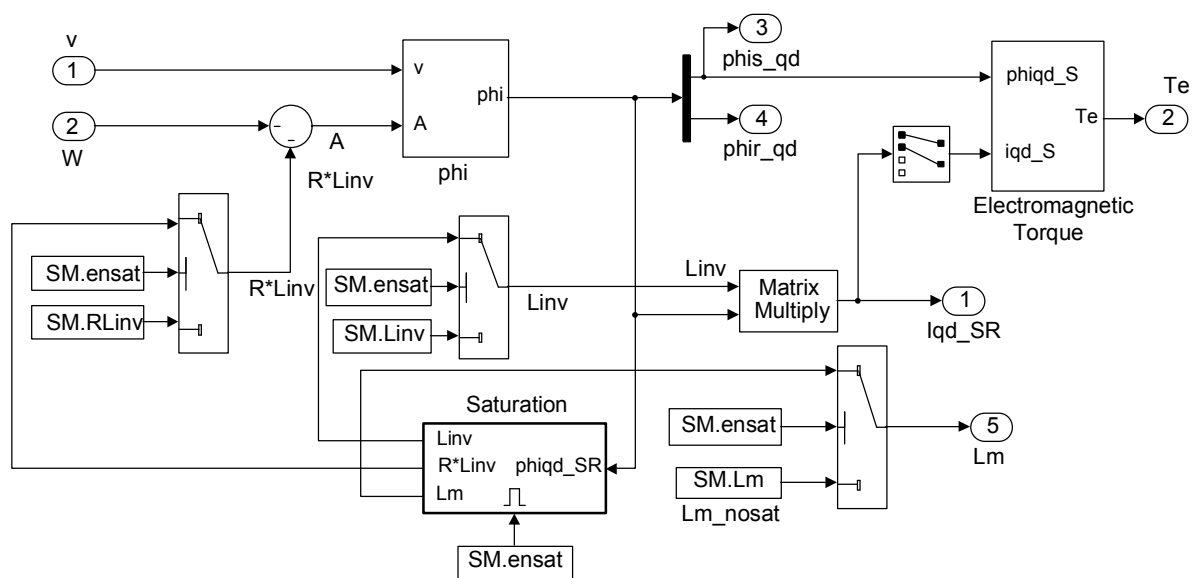 v
1
2
W
A
R*Linv
v
A
phi
phi
3
phis_qd
4
phir_qd
phiqd_S
iqd_S
Te
Electromagnetic
Torque
Te
2
SM.ensat
SM.RLinv
R*Linv
SM.ensat
SM.Linv
Linv
Linv
Matrix
Multiply
1
Iqd_SR
Saturation
Linv
R*Linv
Lm
phiqd_SR
SM.ensat
SM.ensat
SM.Lm
Lm_nosat
5
Lm